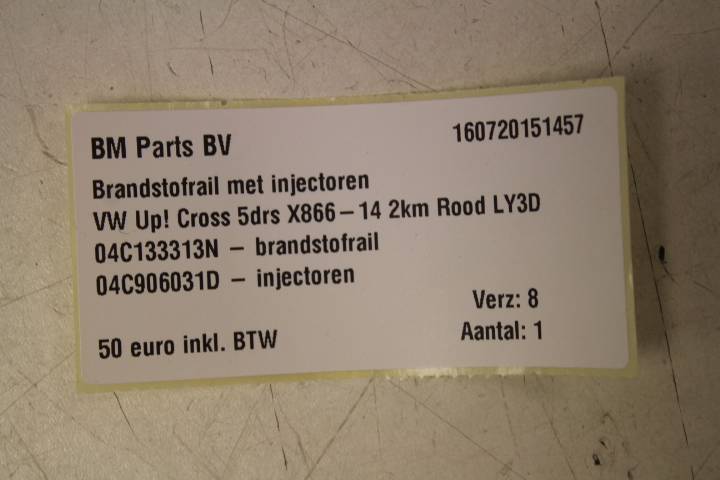 BM Parts BV 160720151457
Brandstofrail met injectoren
VW Up! Cross 5drs X866-14 2km Rood LY3D
04C133313N - brandstofrail
04C906031D - injectoren
Verz: 8
50 euro inkl. BTW Aantal: 1